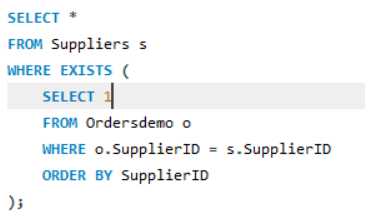 SELECT *
FROM Suppliers s
WHERE EXISTS (
    SELECT 1
    FROM Ordersdemo o
    WHERE o.SupplierID = s.SupplierID
    ORDER BY SupplierID
);